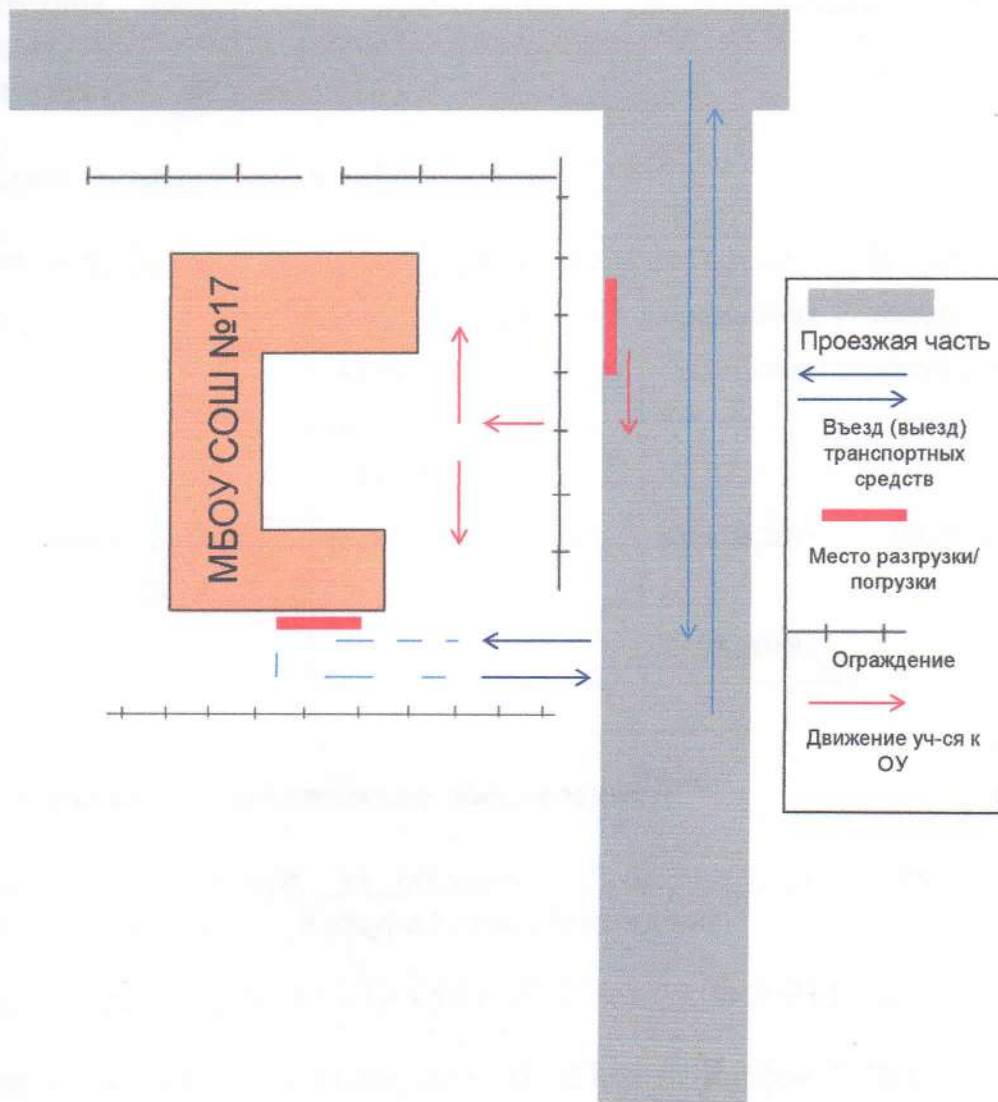 МБОУ СОШ №17
Проезжая часть
Въезд (выезд)
транспортных
средств
Место разгрузки/
погрузки
Ограждение
Движение уч-ся к
ОУ